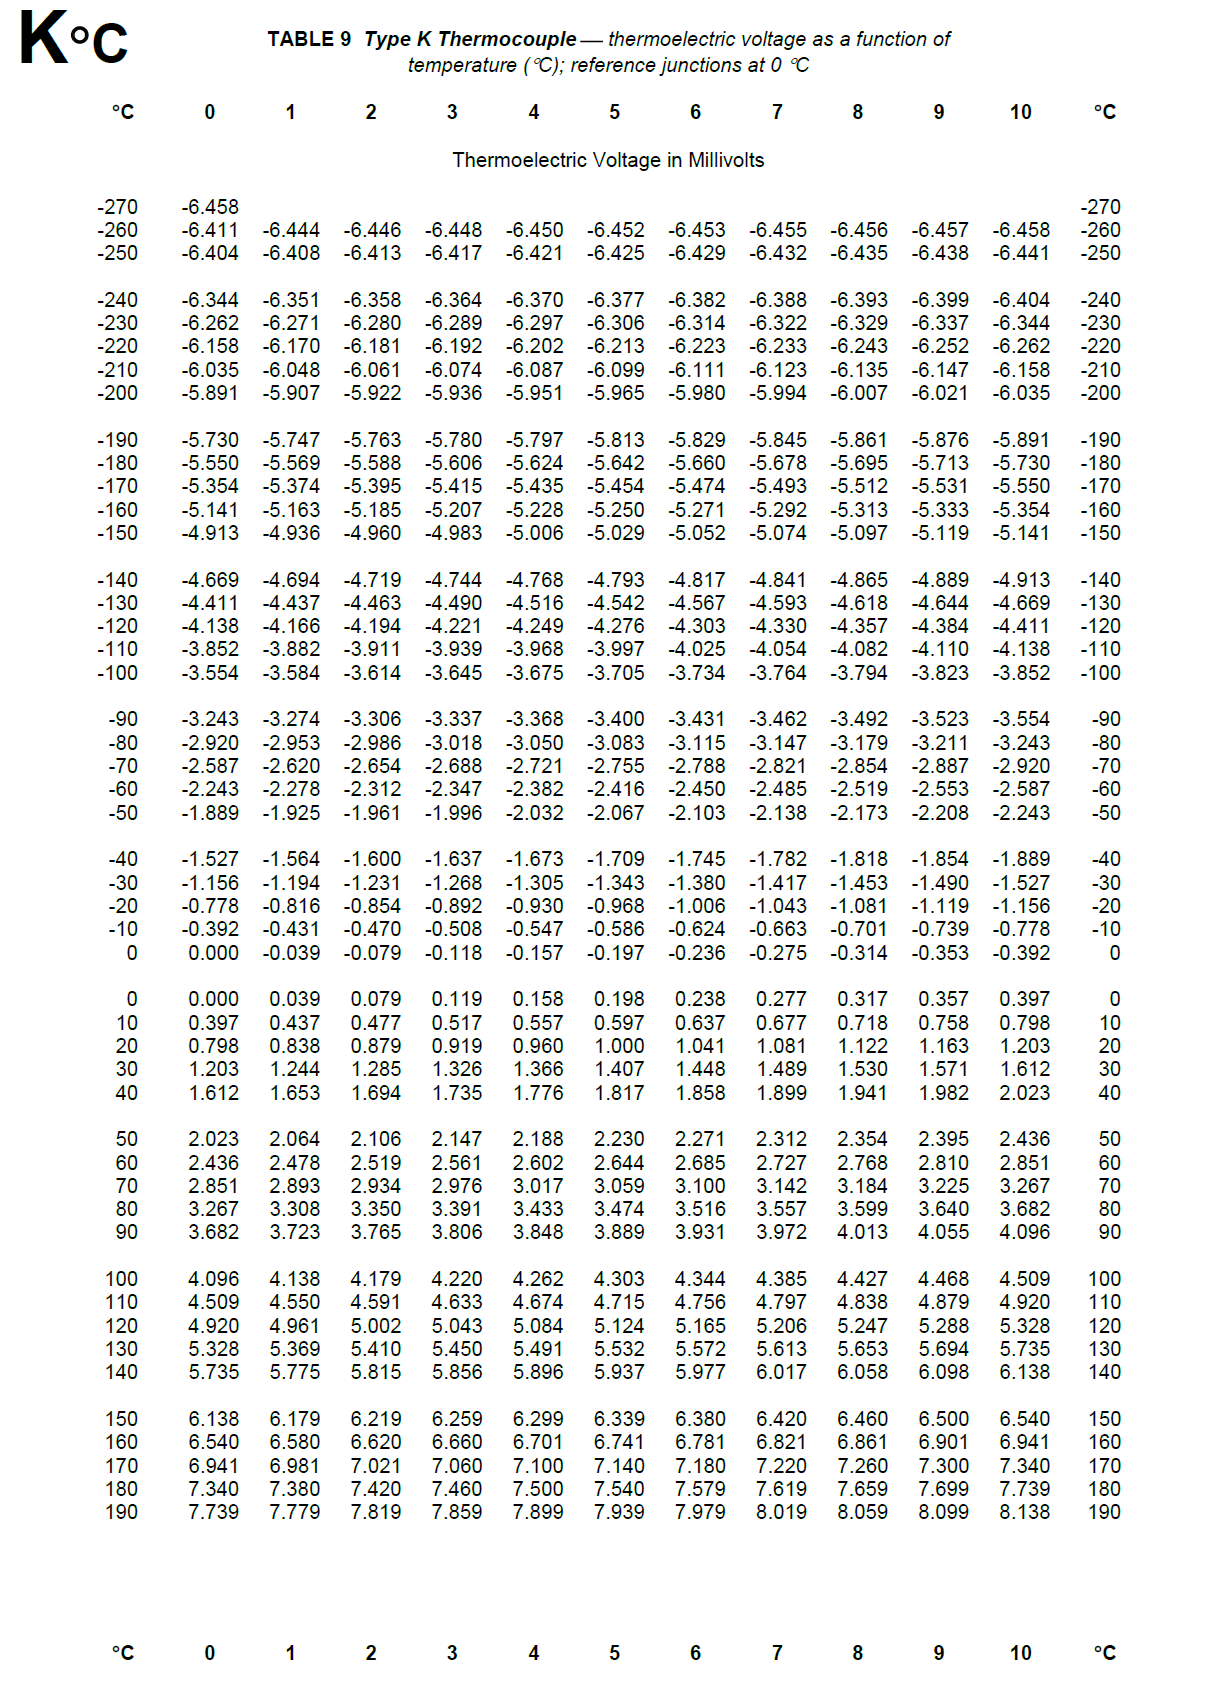 K°C
TABLE 9 Type K Thermocouple — thermoelectric voltage as a function of
temperature (°C); reference junctions at 0 °C
°C 0 1 2 3 4 5 6 7 8 9 10 °C
Thermoelectric Voltage in Millivolts
-270 -6.458 -270
-260 -6.411 -6.444 -6.446 -6.448 -6.450 -6.452 -6.453 -6.455 -6.456 -6.457 -6.458 -260
-250 -6.404 -6.408 -6.413 -6.417 -6.421 -6.425 -6.429 -6.432 -6.435 -6.438 -6.441 -250
-240 -6.344 -6.351 -6.358 -6.364 -6.370 -6.377 -6.382 -6.388 -6.393 -6.399 -6.404 -240
-230 -6.262 -6.271 -6.280 -6.289 -6.297 -6.306 -6.314 -6.322 -6.329 -6.337 -6.344 -230
-220 -6.158 -6.170 -6.181 -6.192 -6.202 -6.213 -6.223 -6.233 -6.243 -6.252 -6.262 -220
-210 -6.035 -6.048 -6.061 -6.074 -6.087 -6.099 -6.111 -6.123 -6.135 -6.147 -6.158 -210
-200 -5.891 -5.907 -5.922 -5.936 -5.951 -5.965 -5.980 -5.994 -6.007 -6.021 -6.035 -200
-190 -5.730 -5.747 -5.763 -5.780 -5.797 -5.813 -5.829 -5.845 -5.861 -5.876 -5.891 -190
-180 -5.550 -5.569 -5.588 -5.606 -5.624 -5.642 -5.660 -5.678 -5.695 -5.713 -5.730 -180
-170 -5.354 -5.374 -5.395 -5.415 -5.435 -5.454 -5.474 -5.493 -5.512 -5.531 -5.550 -170
-160 -5.141 -5.163 -5.185 -5.207 -5.228 -5.250 -5.271 -5.292 -5.313 -5.333 -5.354 -160
-150 -4.913 -4.936 -4.960 -4.983 -5.006 -5.029 -5.052 -5.074 -5.097 -5.119 -5.141 -150
-140 -4.669 -4.694 -4.719 -4.744 -4.768 -4.793 -4.817 -4.841 -4.865 -4.889 -4.913 -140
-130 -4.411 -4.437 -4.463 -4.490 -4.516 -4.542 -4.567 -4.593 -4.618 -4.644 -4.669 -130
-120 -4.138 -4.166 -4.194 -4.221 -4.249 -4.276 -4.303 -4.330 -4.357 -4.384 -4.411 -120
-110 -3.852 -3.882 -3.911 -3.939 -3.968 -3.997 -4.025 -4.054 -4.082 -4.110 -4.138 -110
-100 -3.554 -3.584 -3.614 -3.645 -3.675 -3.705 -3.734 -3.764 -3.794 -3.823 -3.852 -100
-90 -3.243 -3.274 -3.306 -3.337 -3.368 -3.400 -3.431 -3.462 -3.492 -3.523 -3.554 -90
-80 -2.920 -2.953 -2.986 -3.018 -3.050 -3.083 -3.115 -3.147 -3.179 -3.211 -3.243 -80
-70 -2.587 -2.620 -2.654 -2.688 -2.721 -2.755 -2.788 -2.821 -2.854 -2.887 -2.920 -70
-60 -2.243 -2.278 -2.312 -2.347 -2.382 -2.416 -2.450 -2.485 -2.519 -2.553 -2.587 -60
-50 -1.889 -1.925 -1.961 -1.996 -2.032 -2.067 -2.103 -2.138 -2.173 -2.208 -2.243 -50
-40 -1.527 -1.564 -1.600 -1.637 -1.673 -1.709 -1.745 -1.782 -1.818 -1.854 -1.889 -40
-30 -1.156 -1.194 -1.231 -1.268 -1.305 -1.343 -1.380 -1.417 -1.453 -1.490 -1.527 -30
-20 -0.778 -0.816 -0.854 -0.892 -0.930 -0.968 -1.006 -1.043 -1.081 -1.119 -1.156 -20
-10 -0.392 -0.431 -0.470 -0.508 -0.547 -0.586 -0.624 -0.663 -0.701 -0.739 -0.778 -10
0 0.000 -0.039 -0.079 -0.118 -0.157 -0.197 -0.236 -0.275 -0.314 -0.353 -0.392 0
0 0.000 0.039 0.079 0.119 0.158 0.198 0.238 0.277 0.317 0.357 0.397 0
10 0.397 0.437 0.477 0.517 0.557 0.597 0.637 0.677 0.718 0.758 0.798 10
20 0.798 0.838 0.879 0.919 0.960 1.000 1.041 1.081 1.122 1.163 1.203 20
30 1.203 1.244 1.285 1.326 1.366 1.407 1.448 1.489 1.530 1.571 1.612 30
40 1.612 1.653 1.694 1.735 1.776 1.817 1.858 1.899 1.941 1.982 2.023 40
50 2.023 2.064 2.106 2.147 2.188 2.230 2.271 2.312 2.354 2.395 2.436 50
60 2.436 2.478 2.519 2.561 2.602 2.644 2.685 2.727 2.768 2.810 2.851 60
70 2.851 2.893 2.934 2.976 3.017 3.059 3.100 3.142 3.184 3.225 3.267 70
80 3.267 3.308 3.350 3.391 3.433 3.474 3.516 3.557 3.599 3.640 3.682 80
90 3.682 3.723 3.765 3.806 3.848 3.889 3.931 3.972 4.013 4.055 4.096 90
100 4.096 4.138 4.179 4.220 4.262 4.303 4.344 4.385 4.427 4.468 4.509 100
110 4.509 4.550 4.591 4.633 4.674 4.715 4.756 4.797 4.838 4.879 4.920 110
120 4.920 4.961 5.002 5.043 5.084 5.124 5.165 5.206 5.247 5.288 5.328 120
130 5.328 5.369 5.410 5.450 5.491 5.532 5.572 5.613 5.653 5.694 5.735 130
140 5.735 5.775 5.815 5.856 5.896 5.937 5.977 6.017 6.058 6.098 6.138 140
150 6.138 6.179 6.219 6.259 6.299 6.339 6.380 6.420 6.460 6.500 6.540 150
160 6.540 6.580 6.620 6.660 6.701 6.741 6.781 6.821 6.861 6.901 6.941 160
170 6.941 6.981 7.021 7.060 7.100 7.140 7.180 7.220 7.260 7.300 7.340 170
180 7.340 7.380 7.420 7.460 7.500 7.540 7.579 7.619 7.659 7.699 7.739 180
190 7.739 7.779 7.819 7.859 7.899 7.939 7.979 8.019 8.059 8.099 8.138 190
°C 0 1 2 3 4 5 6 7 8 9 10 °C